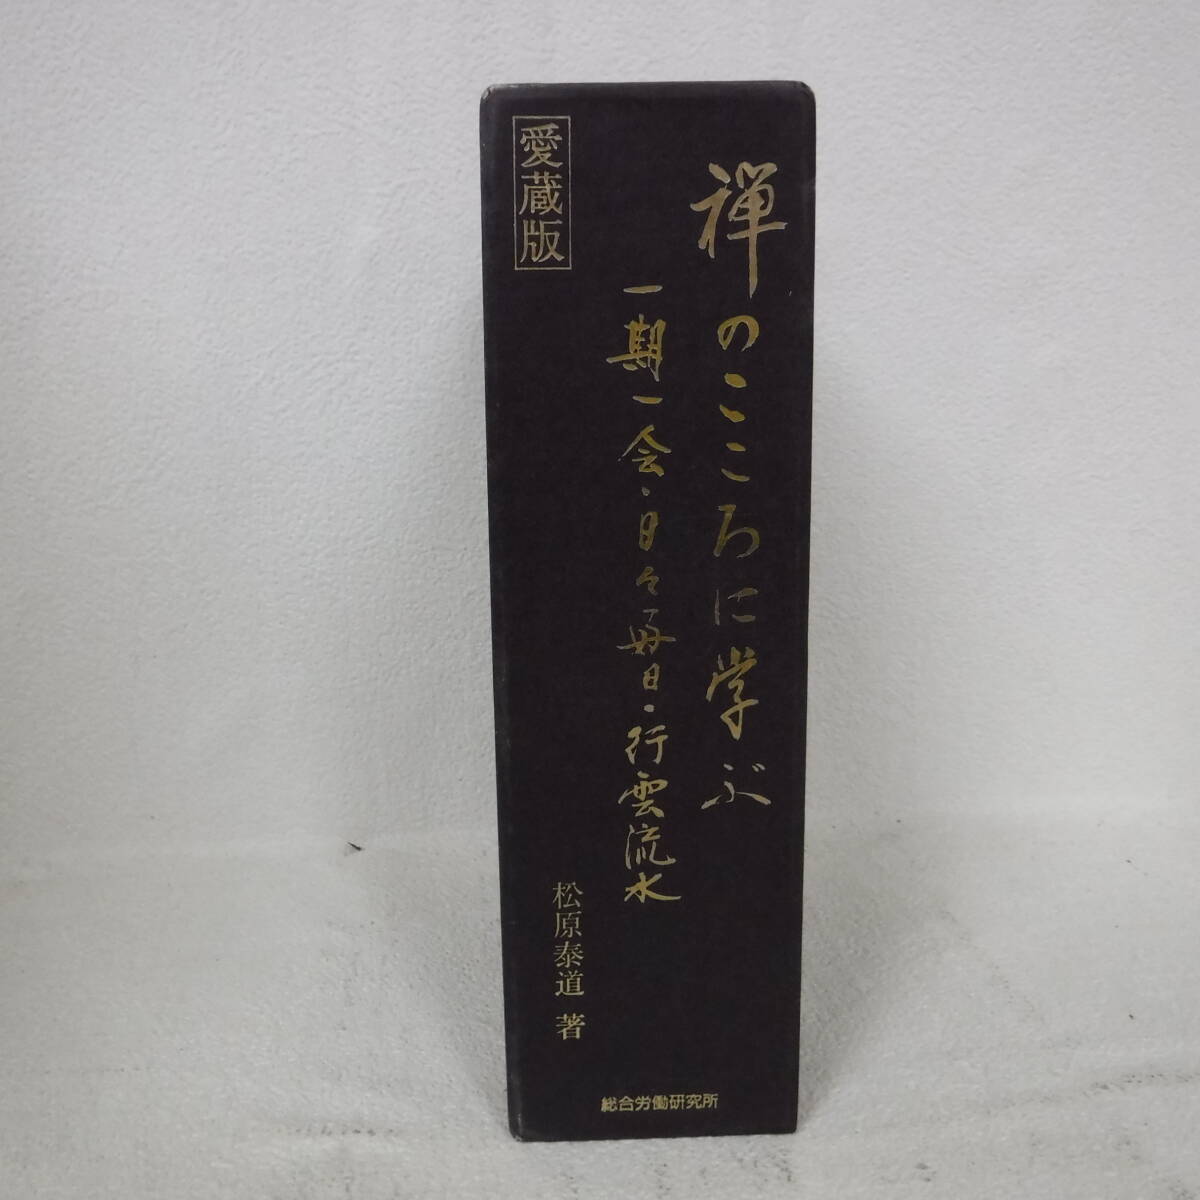 禅のこころに学ぶ
一期一会・日々毎日・行雲流水
愛蔵版
松原泰道 著
総合労働研究所